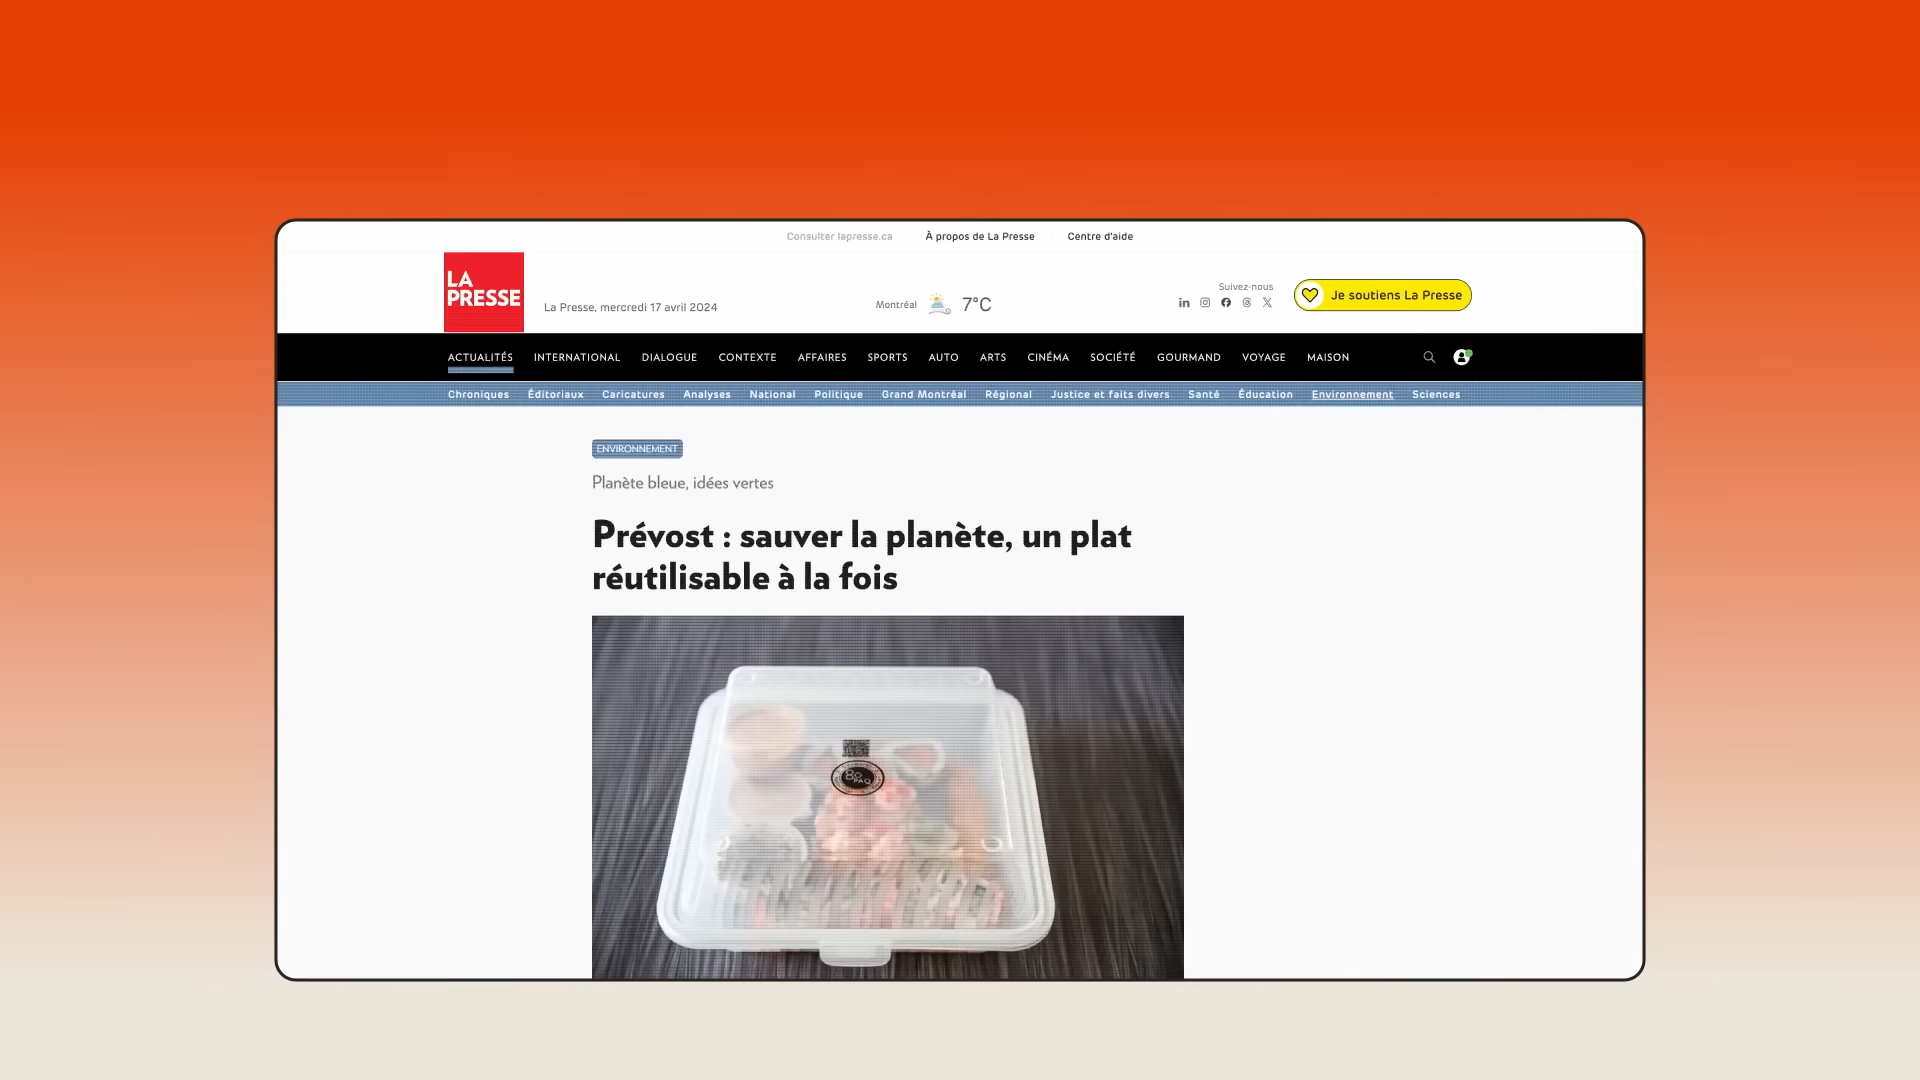 Consulter lapresse.ca À propos de La Presse Centre d'aide
LA
PRESSE
La Presse, mercredi 17 avril 2024
Montréal 7°C
Suivez-nous
Je soutiens La Presse
ACTUALITÉS INTERNATIONAL DIALOGUE CONTEXTE AFFAIRES SPORTS AUTO ARTS CINÉMA SOCIÉTÉ GOURMAND VOYAGE MAISON
Chroniques Éditoriaux Caricatures Analyses National Politique Grand Montréal Régional Justice et faits divers Santé Éducation Environnement Sciences
ENVIRONNEMENT
Planète bleue, idées vertes
Prévost : sauver la planète, un plat
réutilisable à la fois